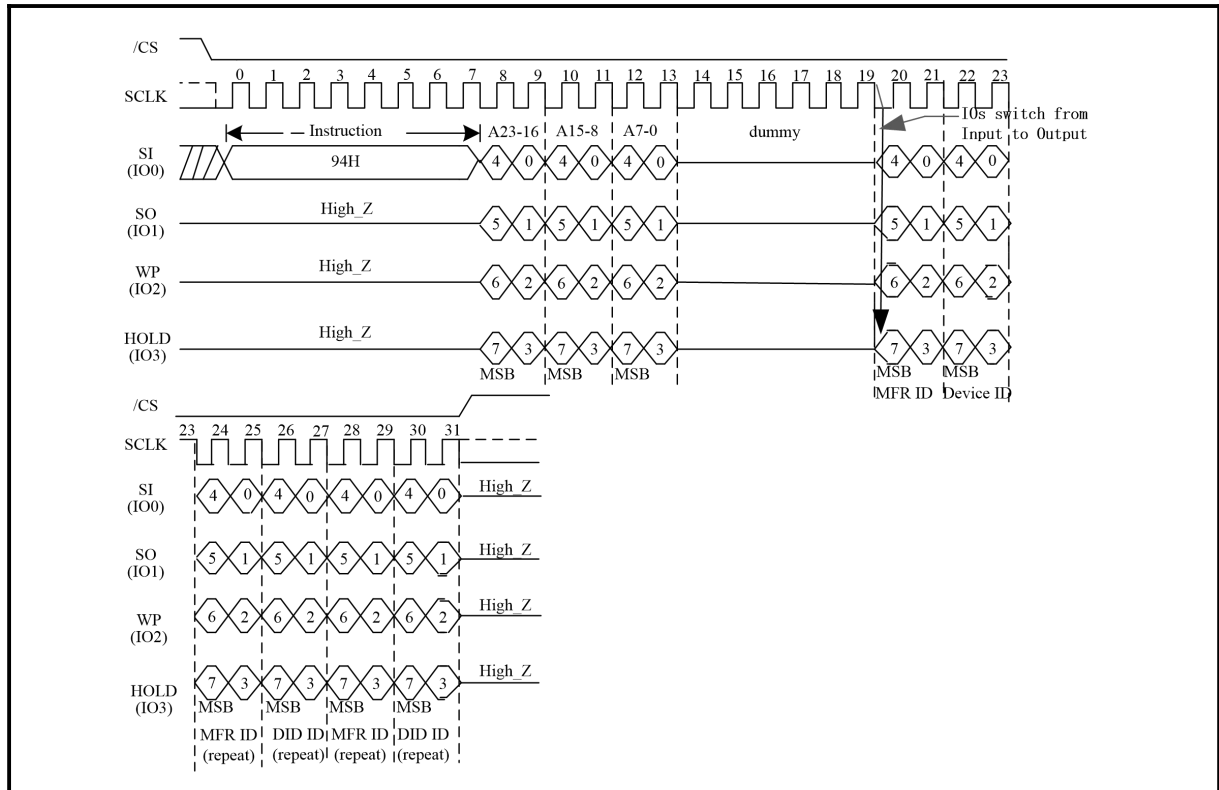 /CS
0 1 2 3 4 5 6 7 8 9 10 11 12 13 14 15 16 17 18 19 20 21 22 23
SCLK
IOs switch from
Input to Output
Instruction A23-16 A15-8 A7-0 dummy
SI
(IO0)
94H 4 0 4 0 4 0 4 0 4 0
SO
(IO1)
High_Z 5 1 5 1 5 1 5 1 5 1
WP
(IO2)
High_Z 6 2 6 2 6 2 6 2 6 2
HOLD
(IO3)
High_Z 7 3 7 3 7 3 7 3 7 3
MSB MSB MSB MSB MSB
MFR ID Device ID
/CS
23 24 25 26 27 28 29 30 31
SCLK
SI
(IO0)
4 0 4 0 4 0 4 0 High_Z
SO
(IO1)
5 1 5 1 5 1 5 1 High_Z
WP
(IO2)
6 2 6 2 6 2 6 2 High_Z
HOLD
(IO3)
7 3 7 3 7 3 7 3 High_Z
MSB MSB MSB MSB
MFR ID DID ID MFR ID DID ID
(repeat) (repeat) (repeat) (repeat)